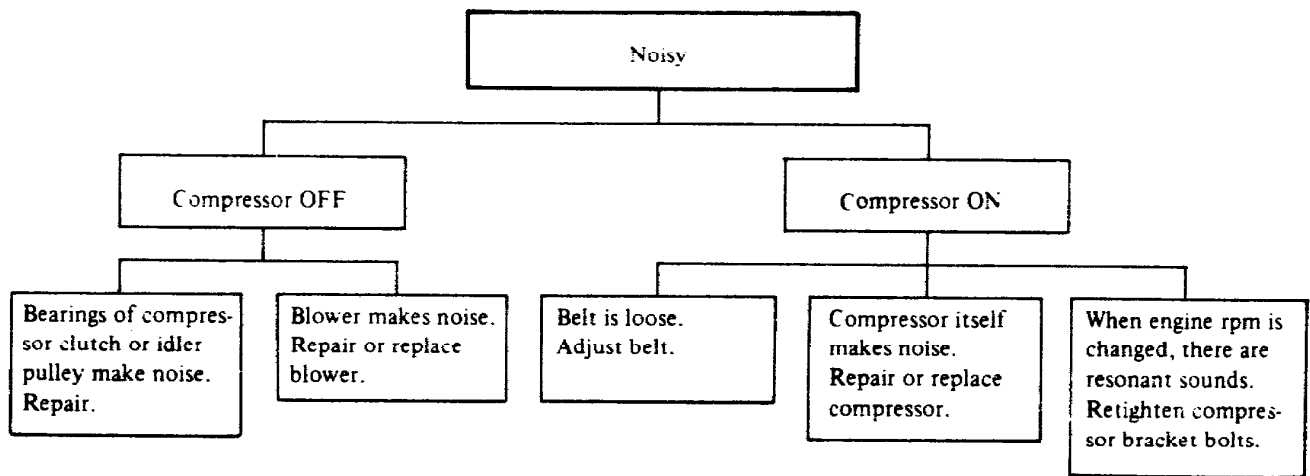 Noisy
Compressor OFF
Compressor ON
Bearings of compres-
sor clutch or idler
pulley make noise.
Repair.
Blower makes noise.
Repair or replace
blower.
Belt is loose.
Adjust belt.
Compressor itself
makes noise.
Repair or replace
compressor.
When engine rpm is
changed, there are
resonant sounds.
Retighten compres-
sor bracket bolts.